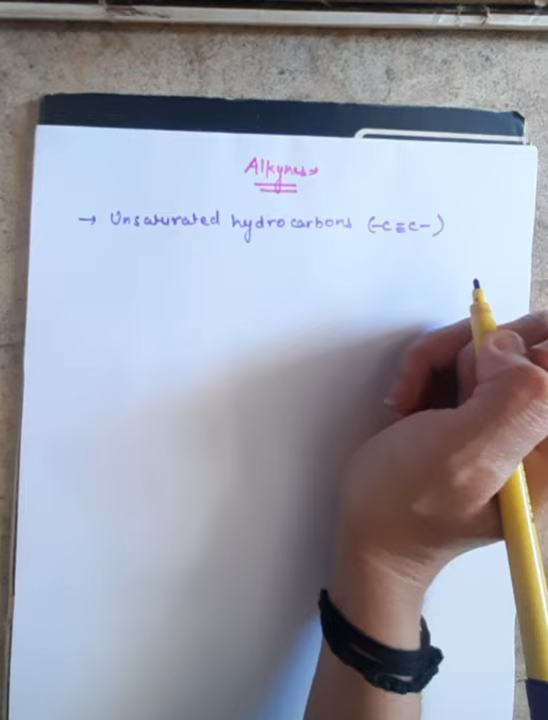 Alkynes
→ Unsaturated hydrocarbons (-C≡C-)